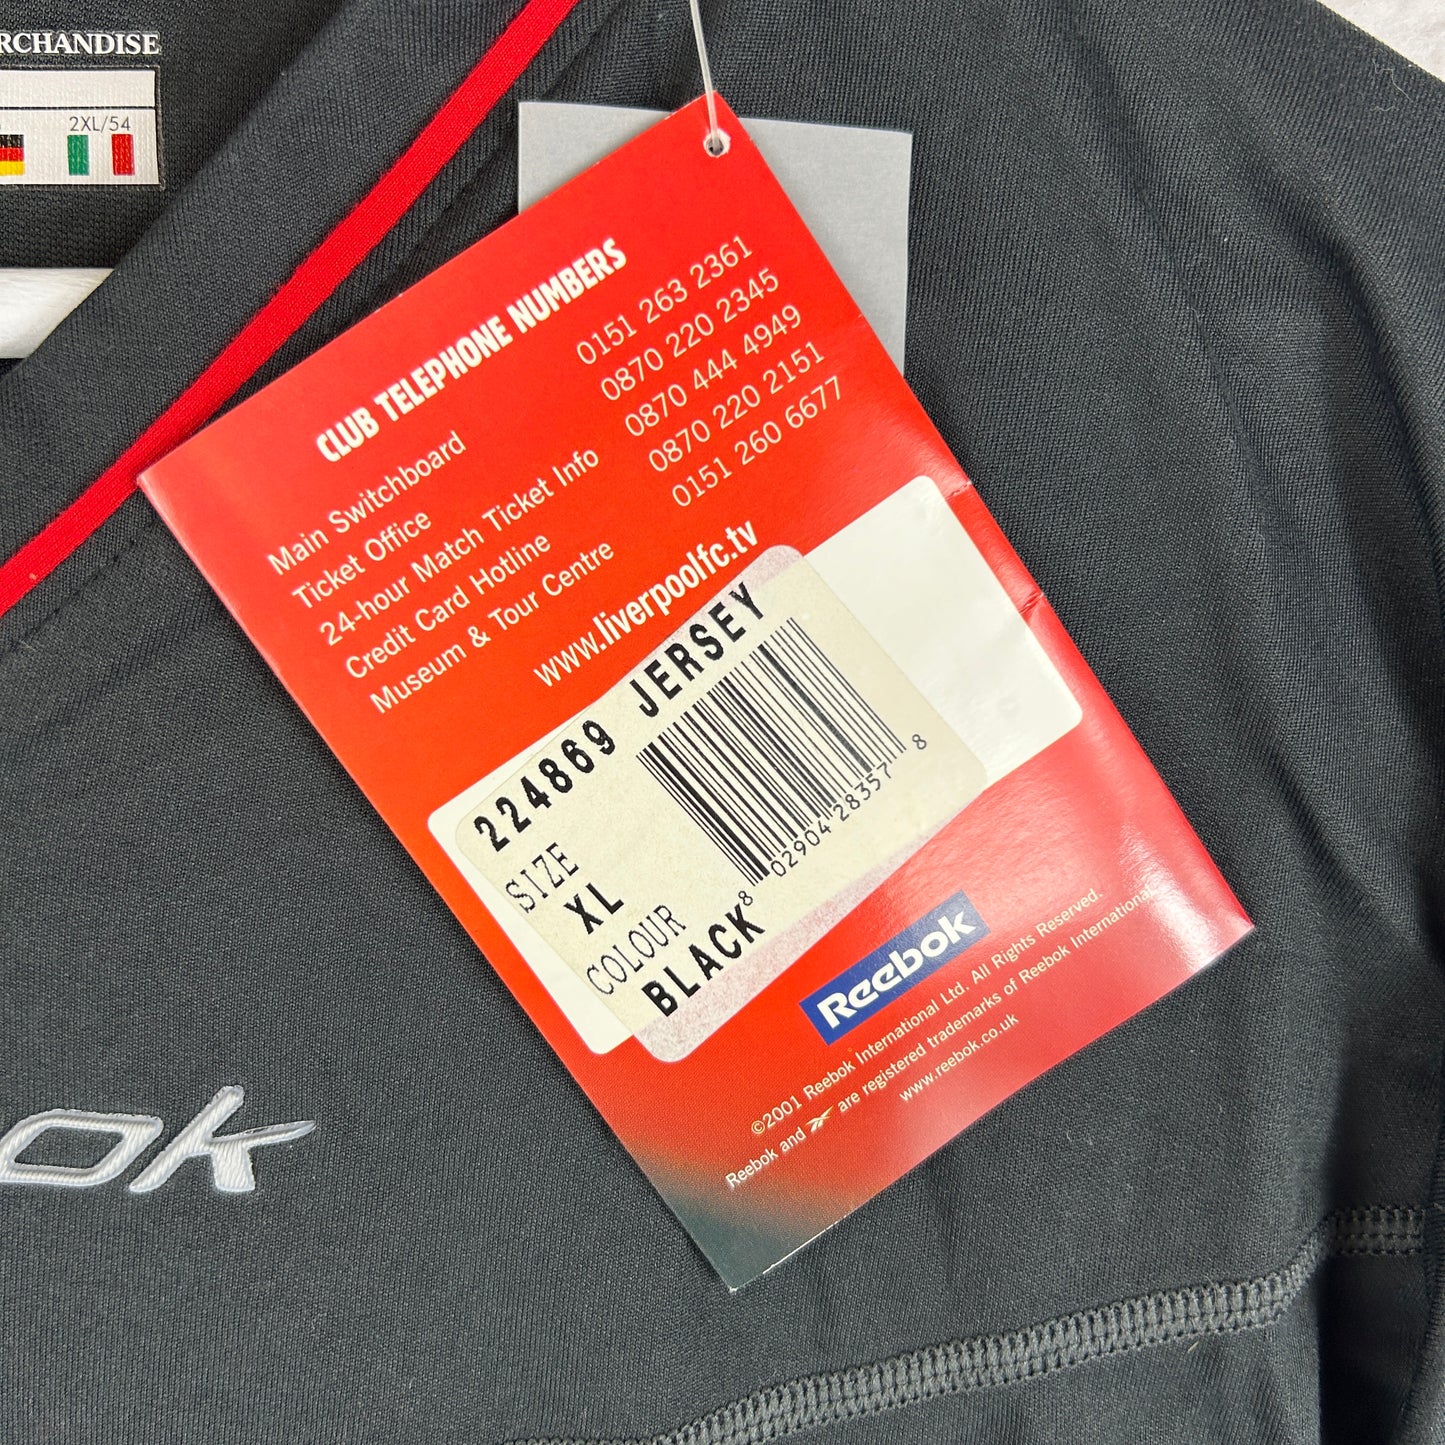 RCHANDISE
2XL/54
CLUB TELEPHONE NUMBERS
Main Switchboard 0151 263 2361
Ticket Office 0870 220 2345
24-hour Match Ticket Info 0870 444 4949
Credit Card Hotline 0870 220 2151
Museum & Tour Centre 0151 260 6677
www.liverpoolfc.tv
224869 JERSEY
SIZE
XL
COLOUR
BLACK
8 02904 28357 8
Reebok
©2001 Reebok International Ltd. All Rights Reserved.
Reebok and are registered trademarks of Reebok International.
www.reebok.co.uk
ok